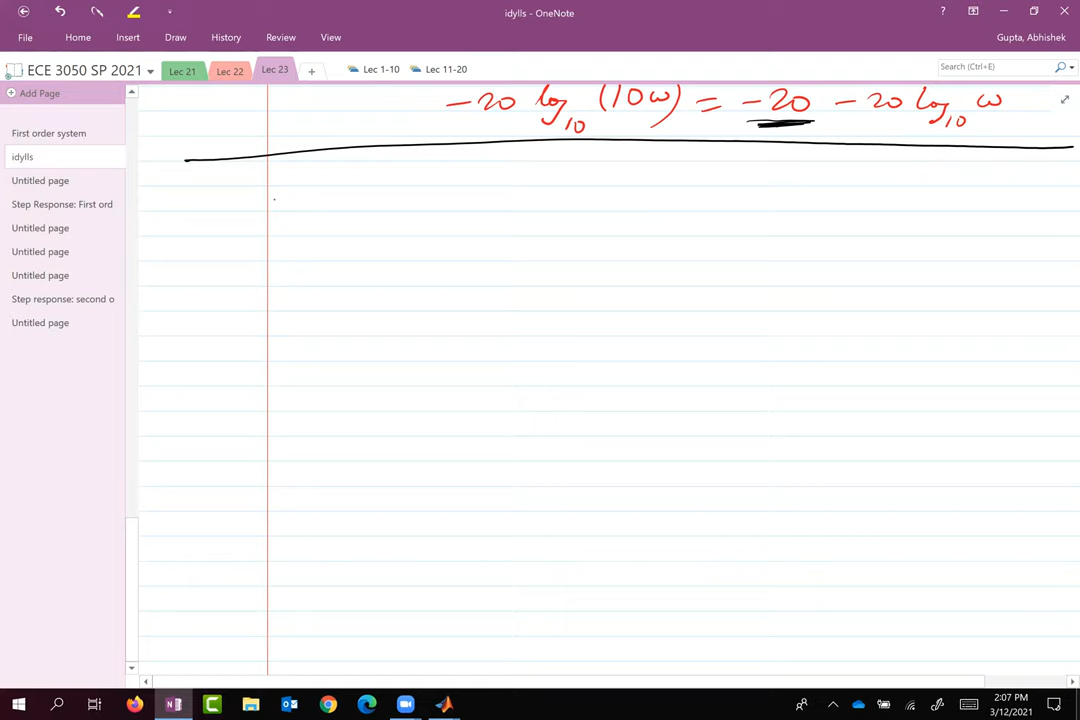 idylls - OneNote
?
Gupta, Abhishek
File Home Insert Draw History Review View
ECE 3050 SP 2021
Lec 21
Lec 22
Lec 23
+
Lec 1-10
Lec 11-20
Search (Ctrl+E)
Add Page
-20 log₁₀ (10ω) = -20 - 20 log₁₀ ω
First order system
idylls
Untitled page
Step Response: First ord
Untitled page
Untitled page
Untitled page
Step response: second o
Untitled page
2:07 PM
3/12/2021